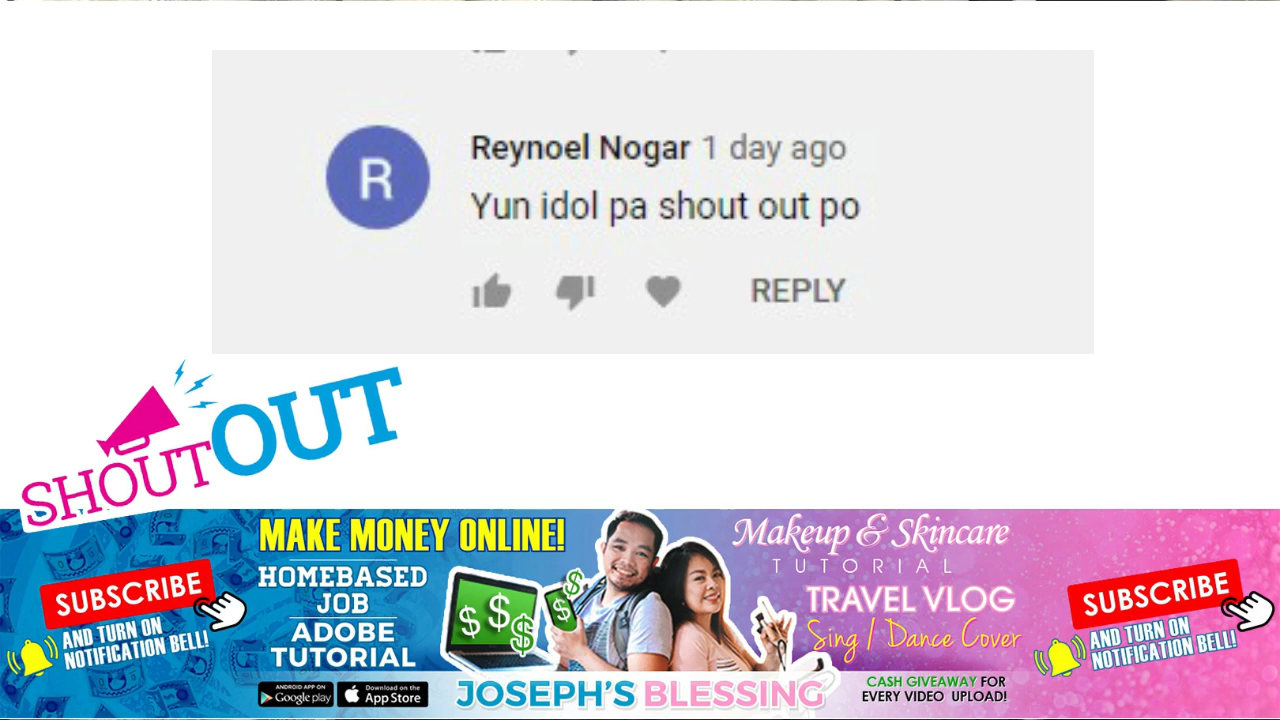 R
Reynoel Nogar 1 day ago
Yun idol pa shout out po
REPLY
SHOUTOUT
SUBSCRIBE
AND TURN ON
NOTIFICATION BELL!
MAKE MONEY ONLINE!
HOMEBASED
JOB
ADOBE
TUTORIAL
ANDROID APP ON
Google play
Download on the
App Store
$ $ $
$ $
JOSEPH'S BLESSING
Makeup & Skincare
TUTORIAL
TRAVEL VLOG
Sing / Dance Cover
CASH GIVEAWAY FOR
EVERY VIDEO UPLOAD!
SUBSCRIBE
AND TURN ON
NOTIFICATION BELL!